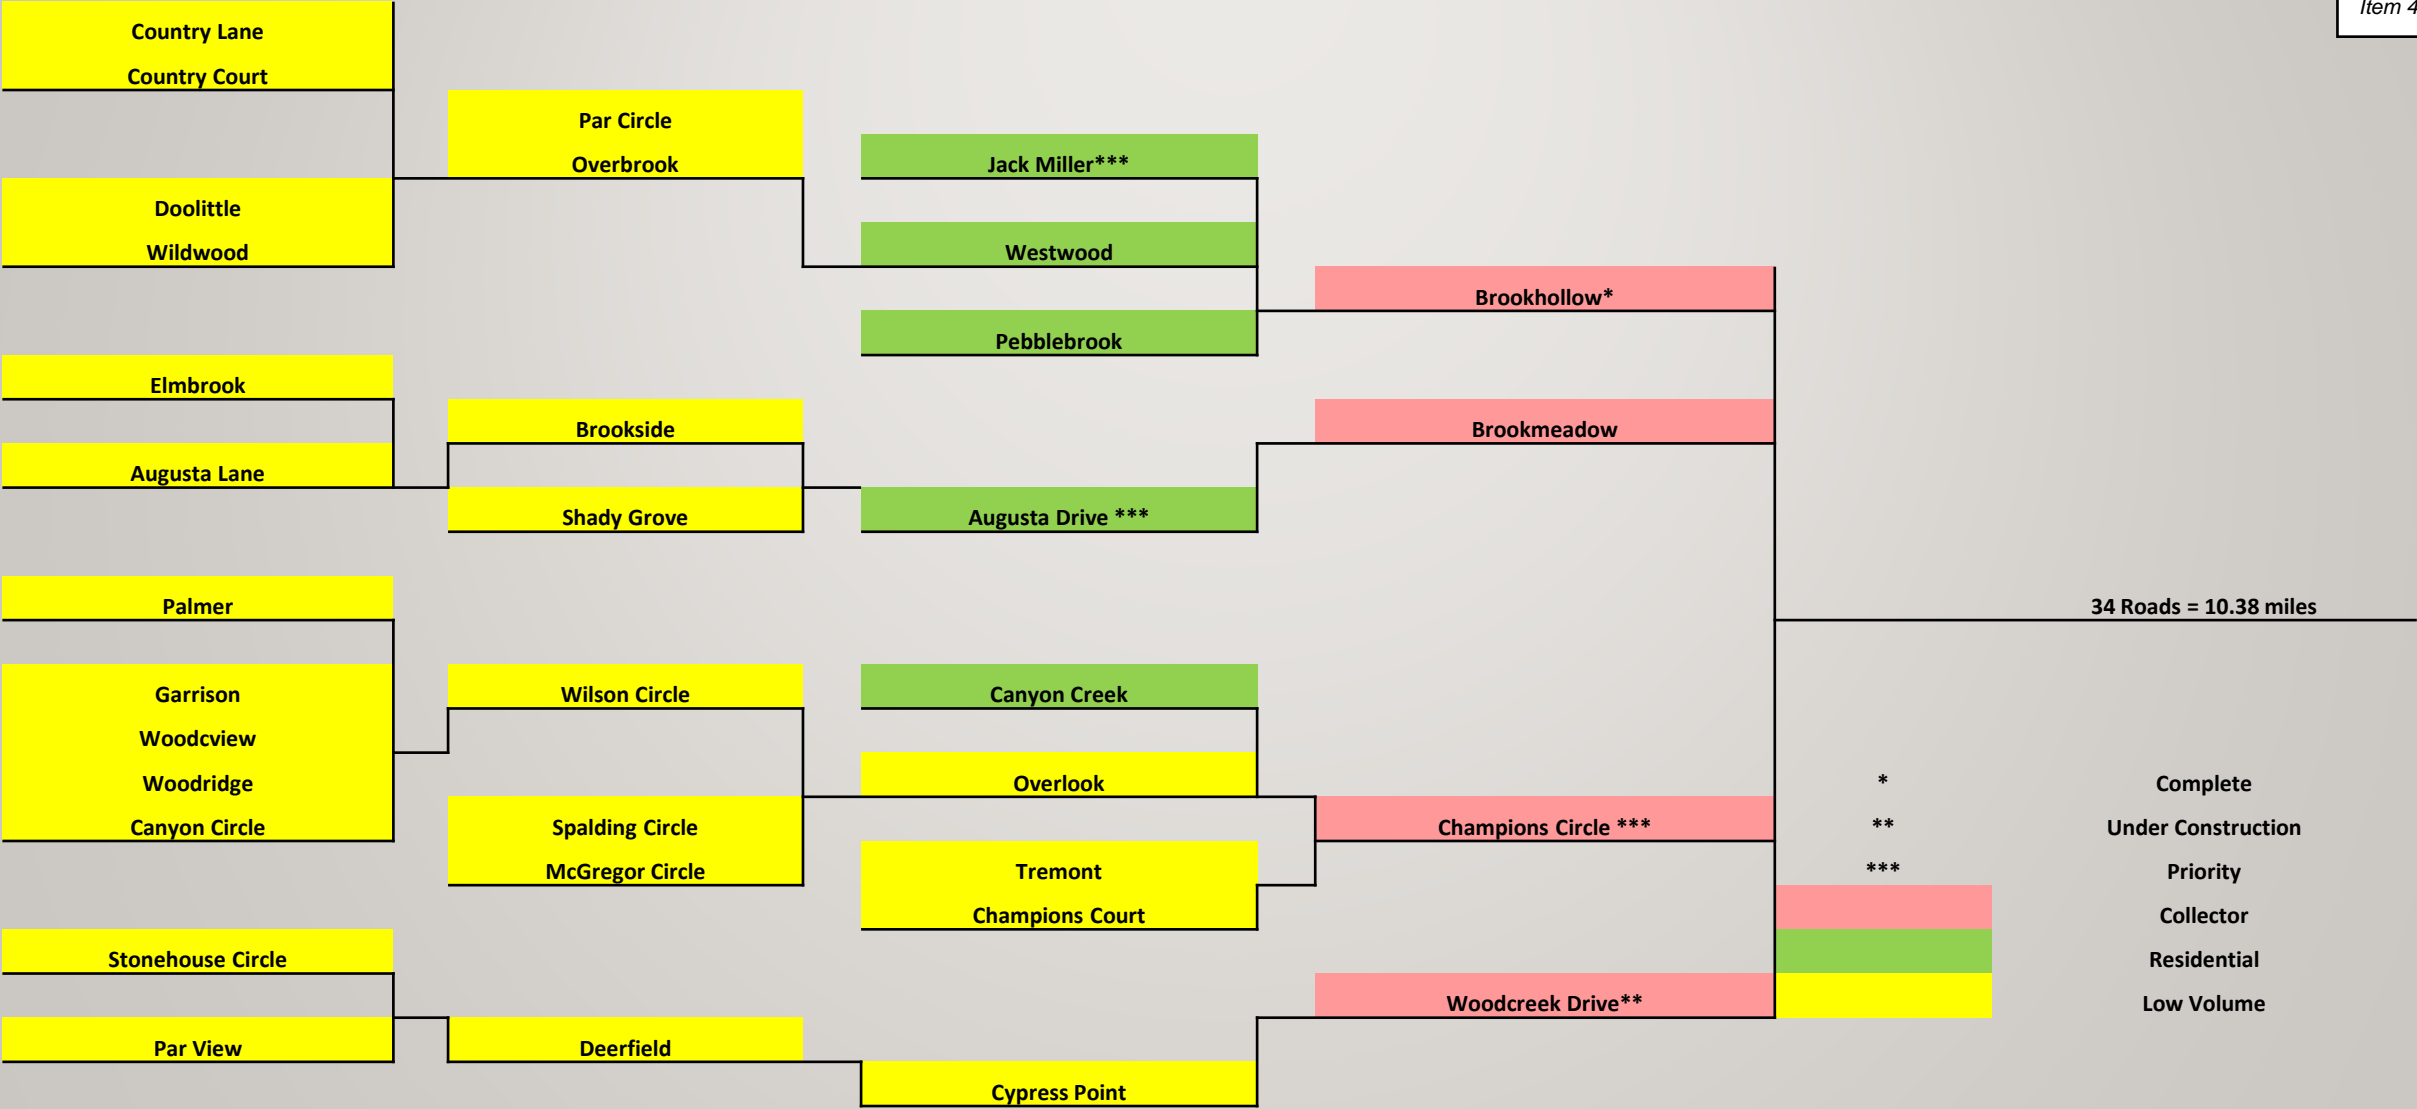 Item 4
Country Lane
Country Court
Doolittle
Wildwood
Elmbrook
Augusta Lane
Palmer
Garrison
Woodcview
Woodridge
Canyon Circle
Stonehouse Circle
Par View
Par Circle
Overbrook
Brookside
Shady Grove
Wilson Circle
Spalding Circle
McGregor Circle
Deerfield
Jack Miller***
Westwood
Pebblebrook
Augusta Drive ***
Canyon Creek
Overlook
Tremont
Champions Court
Cypress Point
Brookhollow*
Brookmeadow
Champions Circle ***
Woodcreek Drive**
34 Roads = 10.38 miles
* Complete
** Under Construction
*** Priority
Collector
Residential
Low Volume